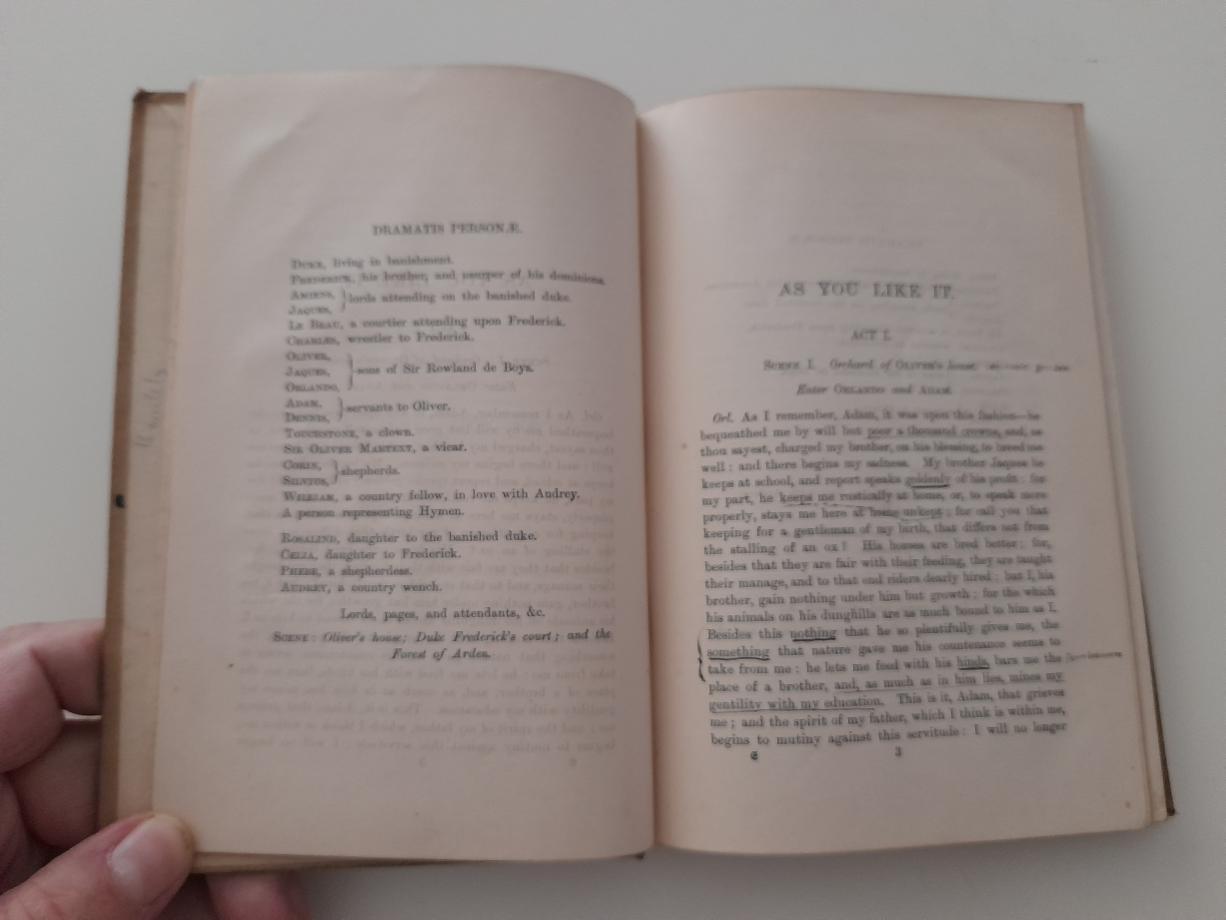 DRAMATIS PERSONÆ.
DUKE, living in banishment.
FREDERICK, his brother, and usurper of his dominions.
AMIENS,
JAQUES,
lords attending on the banished duke.
LE BEAU, a courtier attending upon Frederick.
CHARLES, wrestler to Frederick.
OLIVER,
JAQUES,
ORLANDO,
sons of Sir Rowland de Boys.
ADAM,
DENNIS,
servants to Oliver.
TOUCHSTONE, a clown.
SIR OLIVER MARTEXT, a vicar.
CORIN,
SILVIUS,
shepherds.
WILLIAM, a country fellow, in love with Audrey.
A person representing Hymen.
ROSALIND, daughter to the banished duke.
CELIA, daughter to Frederick.
PHEBE, a shepherdess.
AUDREY, a country wench.
Lords, pages, and attendants, &c.
SCENE: Oliver's house; Duke Frederick's court; and the
Forest of Arden.
AS YOU LIKE IT.
ACT I.
SCENE I. Orchard of OLIVER'S house.
Enter ORLANDO and ADAM.
Orl. As I remember, Adam, it was upon this fashion—he
bequeathed me by will but poor a thousand crowns, and, as
thou sayest, charged my brother, on his blessing, to breed me
well: and there begins my sadness. My brother Jaques he
keeps at school, and report speaks goldenly of his profit: for
my part, he keeps me rustically at home, or, to speak more
properly, stays me here at home unkept; for call you that
keeping for a gentleman of my birth, that differs not from
the stalling of an ox? His horses are bred better; for,
besides that they are fair with their feeding, they are taught
their manage, and to that end riders dearly hired: but I, his
brother, gain nothing under him but growth; for the which
his animals on his dunghills are as much bound to him as I.
Besides this nothing that he so plentifully gives me, the
something that nature gave me his countenance seems to
take from me: he lets me feed with his hinds, bars me the
place of a brother, and, as much as in him lies, mines my
gentility with my education. This is it, Adam, that grieves
me; and the spirit of my father, which I think is within me,
begins to mutiny against this servitude: I will no longer
3